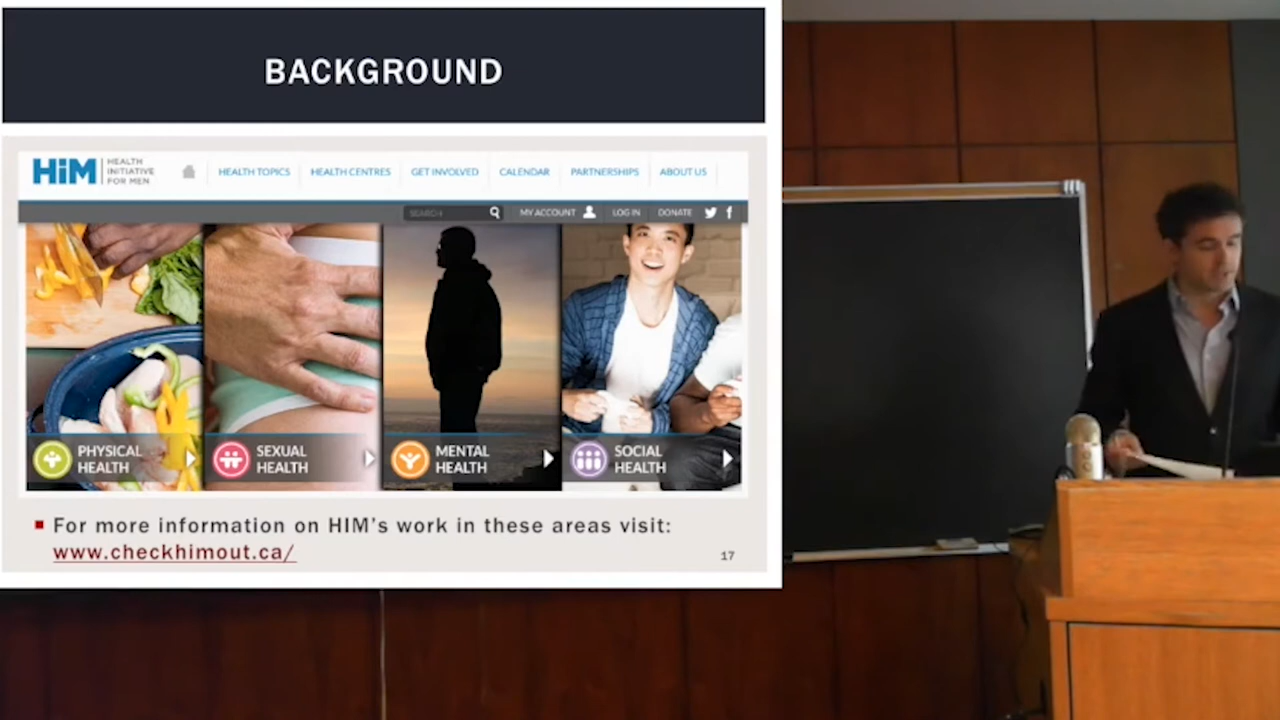 BACKGROUND
HiM
HEALTH
INITIATIVE
FOR MEN
HEALTH TOPICS
HEALTH CENTRES
GET INVOLVED
CALENDAR
PARTNERSHIPS
ABOUT US
SEARCH
MY ACCOUNT
LOG IN
DONATE
PHYSICAL
HEALTH
SEXUAL
HEALTH
MENTAL
HEALTH
SOCIAL
HEALTH
▪ For more information on HIM's work in these areas visit:
www.checkhimout.ca/
17